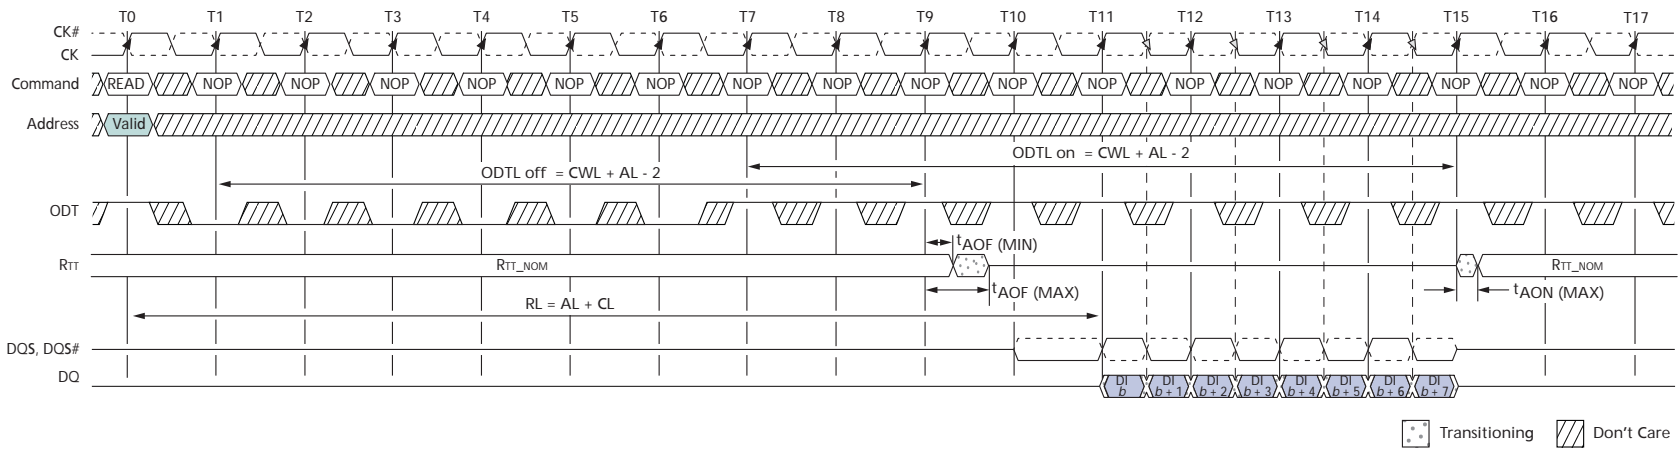 T0 T1 T2 T3 T4 T5 T6 T7 T8 T9 T10 T11 T12 T13 T14 T15 T16 T17
CK#
CK
Command READ NOP NOP NOP NOP NOP NOP NOP NOP NOP NOP NOP NOP NOP NOP NOP NOP NOP
Address Valid
ODTL on = CWL + AL - 2
ODTL off = CWL + AL - 2
ODT
tAOF (MIN)
RTT RTT_NOM RTT_NOM
tAOF (MAX) tAON (MAX)
RL = AL + CL
DQS, DQS#
DQ DI b DI b + 1 DI b + 2 DI b + 3 DI b + 4 DI b + 5 DI b + 6 DI b + 7
Transitioning Don't Care